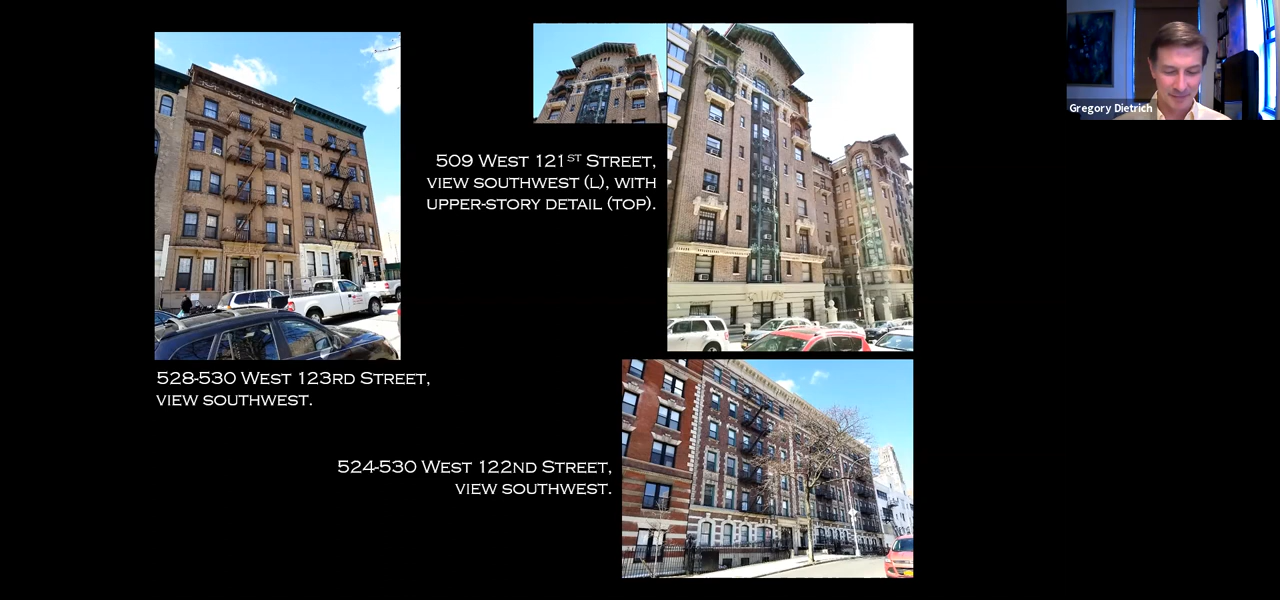 Gregory Dietrich
509 West 121st Street,
view southwest (l), with
upper-story detail (top).
528-530 West 123rd Street,
view southwest.
524-530 West 122nd Street,
view southwest.